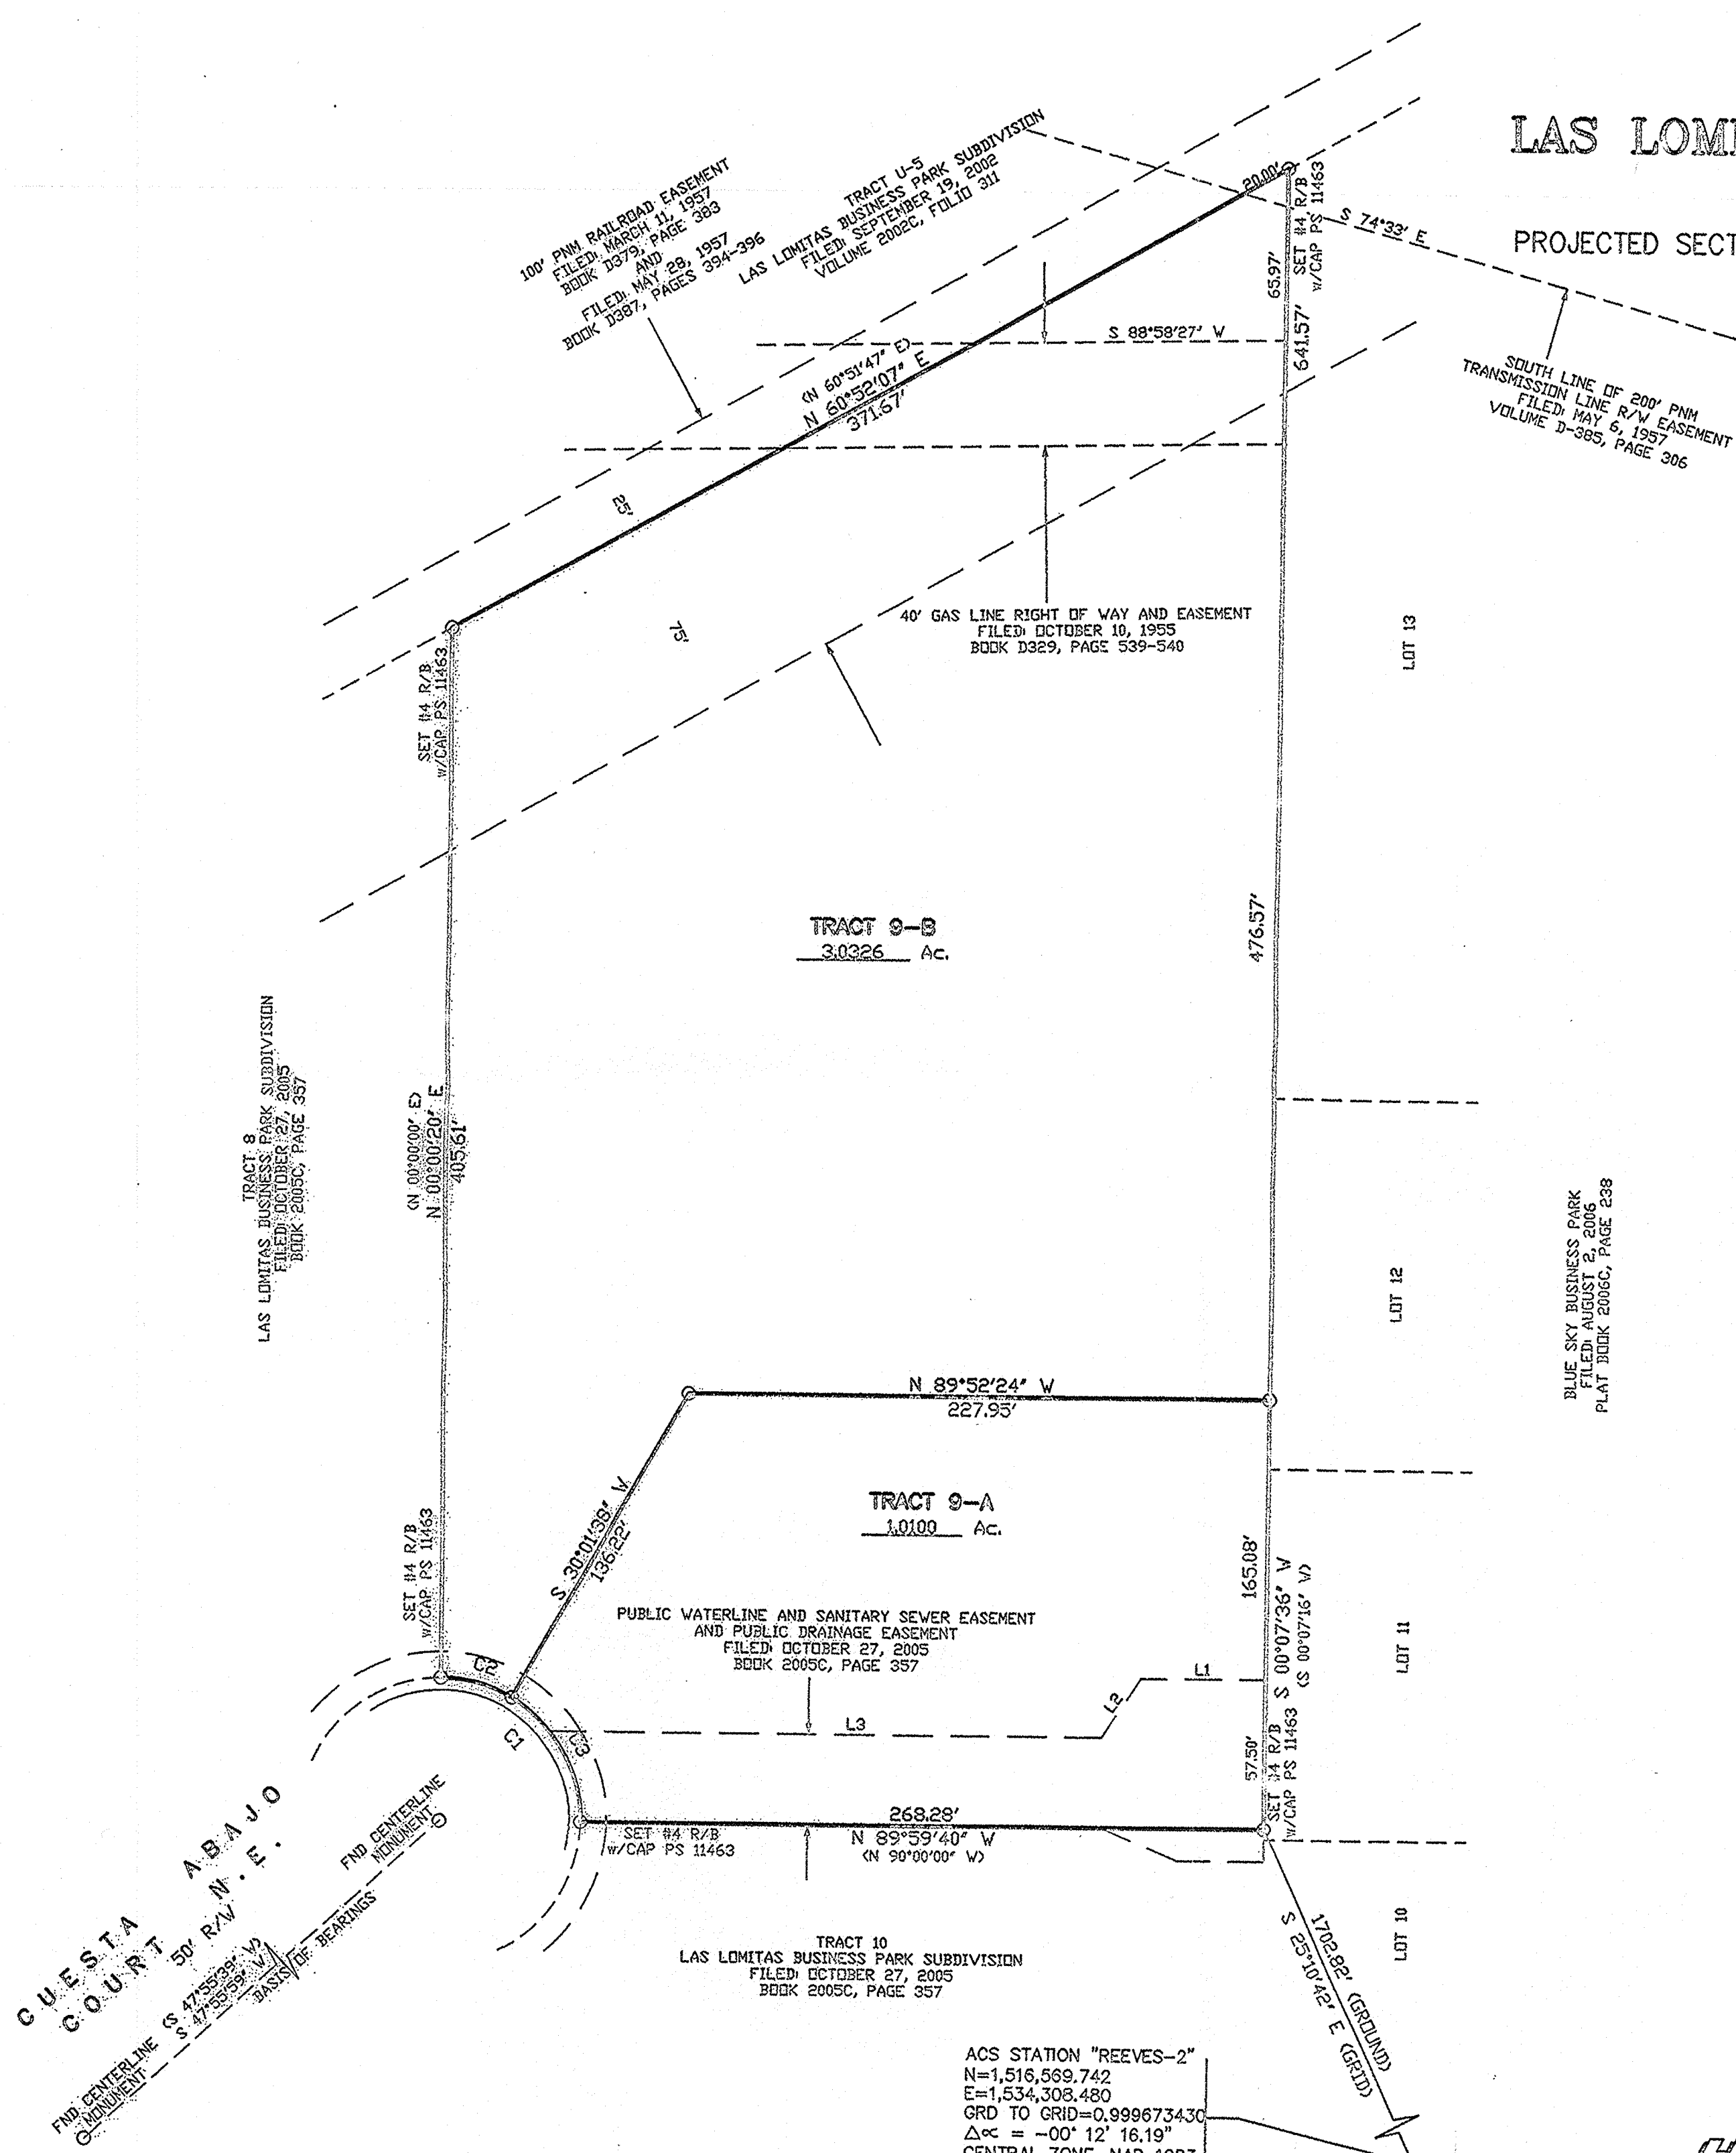 LAS LOM
PROJECTED SECT
100' PNM RAILROAD EASEMENT
FILED: MARCH 11, 1957
BOOK D379, PAGE 383
AND
FILED: MAY 28, 1957
BOOK D387, PAGES 394-396
TRACT U-5
LAS LOMITAS BUSINESS PARK SUBDIVISION
FILED: SEPTEMBER 19, 2002
VOLUME 2002C, FOLIO 311
20.00'
SET #4 R/B
w/CAP PS 11463
65.97'
641.57'
S 74°33' E
S 88°58'27" W
SOUTH LINE OF 200' PNM
TRANSMISSION LINE R/W EASEMENT
FILED: MAY 6, 1957
VOLUME D-385, PAGE 306
(N 60°51'47" E)
N 60°52'07" E
371.67'
25'
75'
40' GAS LINE RIGHT OF WAY AND EASEMENT
FILED: OCTOBER 10, 1955
BOOK D329, PAGE 539-540
LOT 13
SET #4 R/B
w/CAP PS 11463
TRACT 9-B
3.0326 Ac.
476.57'
TRACT 8
LAS LOMITAS BUSINESS PARK SUBDIVISION
FILED: OCTOBER 27, 2005
BOOK 2005C, PAGE 357
(N 00°00'00" E)
N 00°00'20" E
405.61'
LOT 12
BLUE SKY BUSINESS PARK
FILED: AUGUST 2, 2006
PLAT BOOK 2006C, PAGE 238
N 89°52'24" W
227.95'
TRACT 9-A
1.0100 Ac.
S 30°01'38" W
136.22'
SET #4 R/B
w/CAP PS 11463
165.08'
S 00°07'36" W
(S 00°07'16" W)
LOT 11
PUBLIC WATERLINE AND SANITARY SEWER EASEMENT
AND PUBLIC DRAINAGE EASEMENT
FILED: OCTOBER 27, 2005
BOOK 2005C, PAGE 357
L1
L2
L3
C2
C1
C3
57.50'
SET #4 R/B
w/CAP PS 11463
268.28'
N 89°59'40" W
(N 90°00'00" W)
SET #4 R/B
w/CAP PS 11463
CUESTA ABAJO
COURT N.E.
50' R/W
FND CENTERLINE
MONUMENT
(S 47°55'39" W)
S 47°55'59" W
BASIS OF BEARINGS
FND CENTERLINE
MONUMENT
TRACT 10
LAS LOMITAS BUSINESS PARK SUBDIVISION
FILED: OCTOBER 27, 2005
BOOK 2005C, PAGE 357
LOT 10
1702.82' (GROUND)
S 25°10'42" E (GRID)
ACS STATION "REEVES-2"
N=1,516,569.742
E=1,534,308.480
GRD TO GRID=0.999673430
Δ∝ = -00° 12' 16.19"
CENTRAL ZONE, NAD 1983